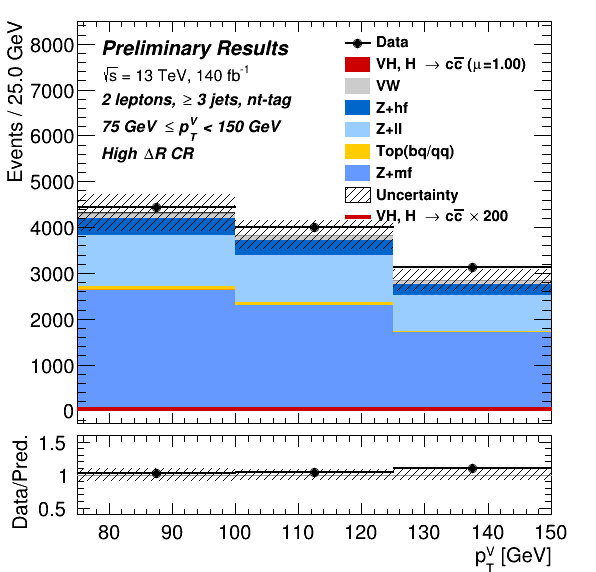 Events / 25.0 GeV
8000
7000
6000
5000
4000
3000
2000
1000
0
Preliminary Results
√s = 13 TeV, 140 fb⁻¹
2 leptons, ≥ 3 jets, nt-tag
75 GeV ≤ p_T^V < 150 GeV
High ΔR CR
Data
VH, H → cc̅ (μ=1.00)
VW
Z+hf
Z+ll
Top(bq/qq)
Z+mf
Uncertainty
VH, H → cc̅ × 200
Data/Pred.
1.5
1
0.5
80 90 100 110 120 130 140 150
p_T^V [GeV]